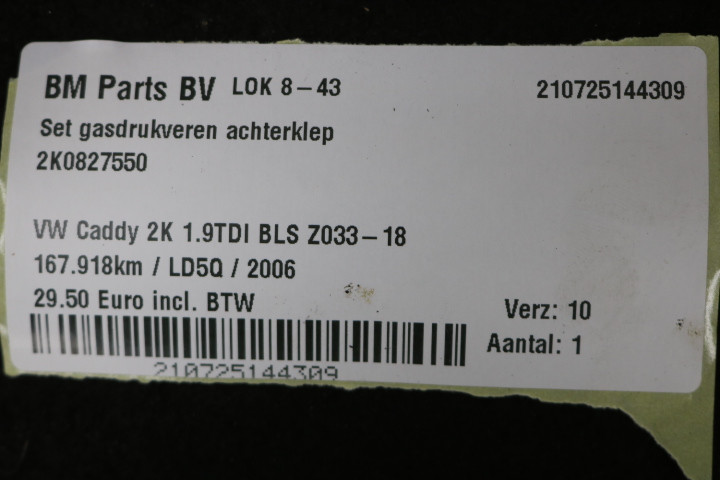 BM Parts BV LOK 8-43 210725144309
Set gasdrukveren achterklep
2K0827550
VW Caddy 2K 1.9TDI BLS Z033-18
167.918km / LD5Q / 2006
29.50 Euro incl. BTW
Verz: 10
Aantal: 1
210725144309